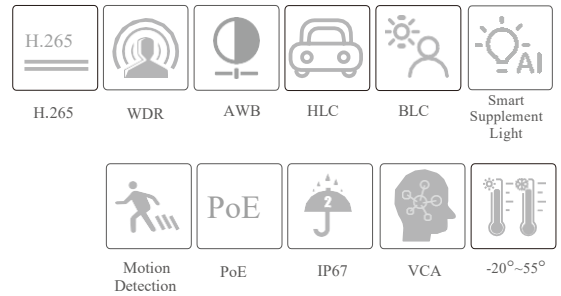 H.265
AI
H.265
WDR
AWB
HLC
BLC
Smart
Supplement
Light
PoE
2
Motion
Detection
PoE
IP67
VCA
-20°~55°